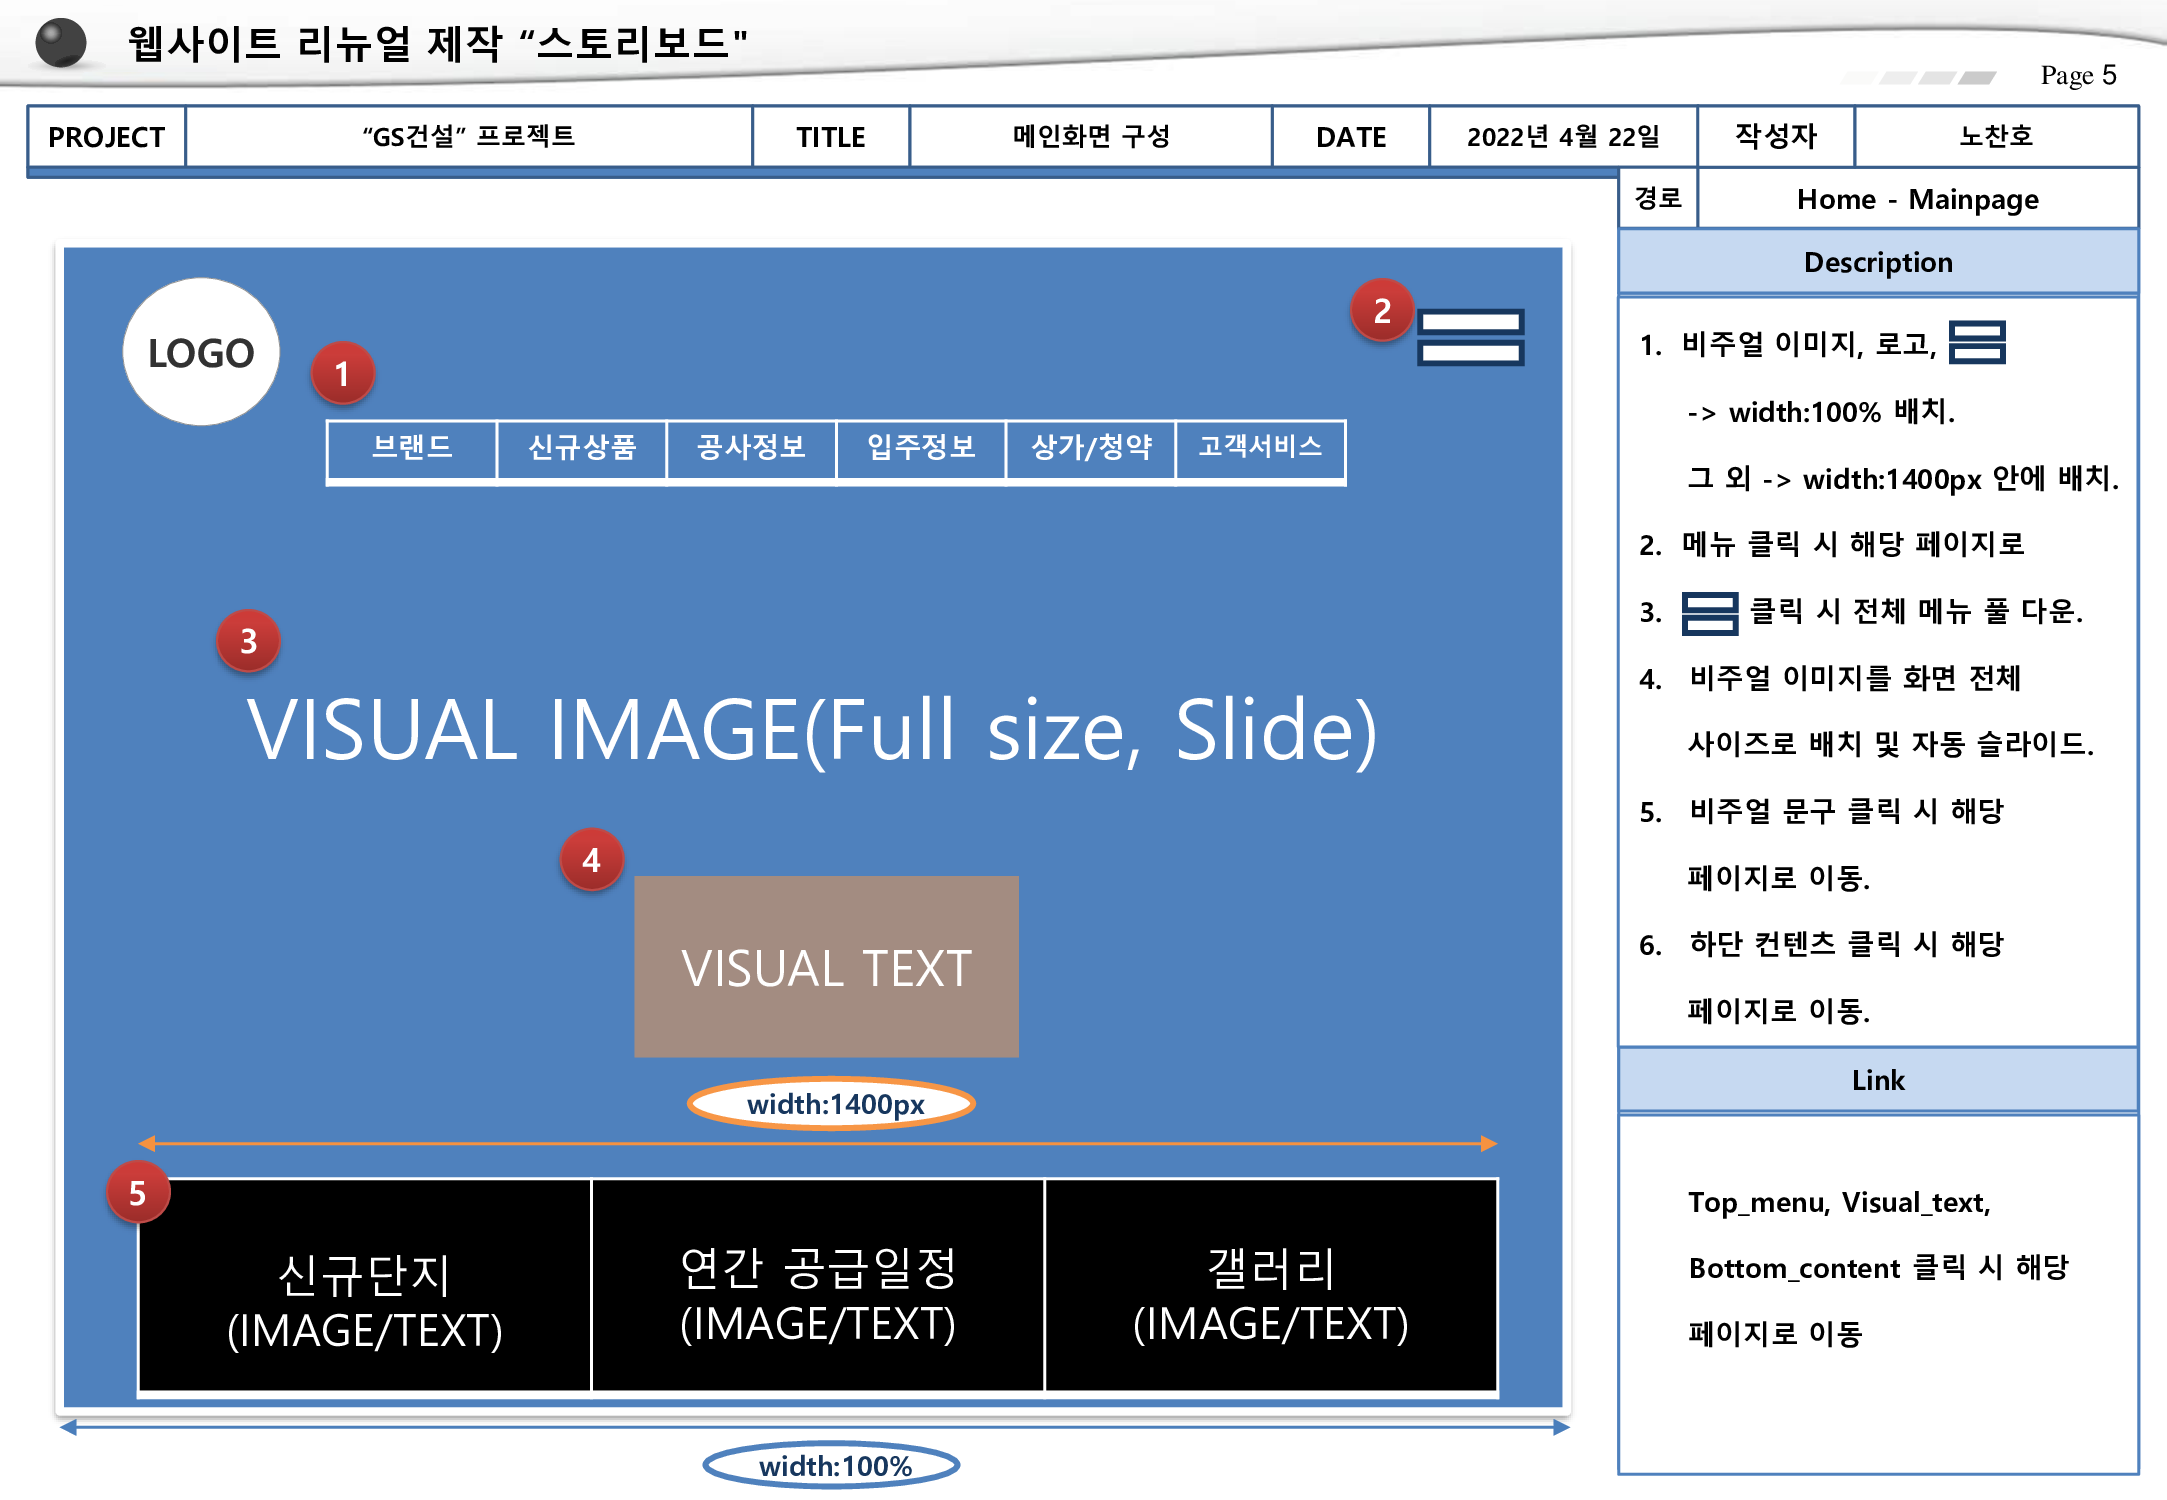 웹사이트 리뉴얼 제작 “스토리보드"
Page 5
PROJECT
“GS건설” 프로젝트
TITLE
메인화면 구성
DATE
2022년 4월 22일
작성자
노찬호
경로
Home - Mainpage
LOGO
1
2
브랜드
신규상품
공사정보
입주정보
상가/청약
고객서비스
3
VISUAL IMAGE(Full size, Slide)
4
VISUAL TEXT
width:1400px
5
신규단지
(IMAGE/TEXT)
연간 공급일정
(IMAGE/TEXT)
갤러리
(IMAGE/TEXT)
width:100%
Description
1. 비주얼 이미지, 로고,
-> width:100% 배치.
그 외 -> width:1400px 안에 배치.
2. 메뉴 클릭 시 해당 페이지로
3. 클릭 시 전체 메뉴 풀 다운.
4. 비주얼 이미지를 화면 전체
사이즈로 배치 및 자동 슬라이드.
5. 비주얼 문구 클릭 시 해당
페이지로 이동.
6. 하단 컨텐츠 클릭 시 해당
페이지로 이동.
Link
Top_menu, Visual_text,
Bottom_content 클릭 시 해당
페이지로 이동